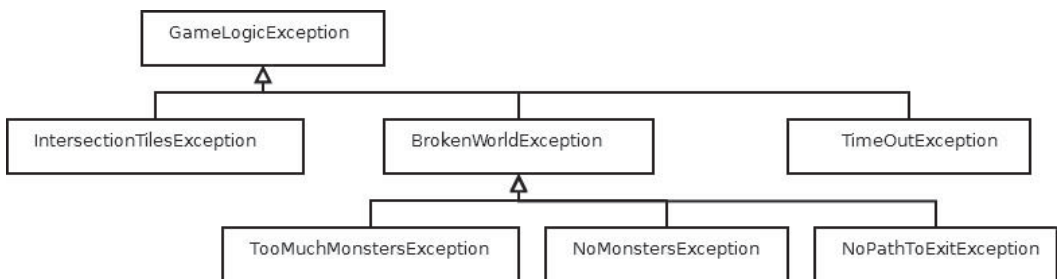 GameLogicException
IntersectionTilesException
BrokenWorldException
TimeOutException
TooMuchMonstersException
NoMonstersException
NoPathToExitException